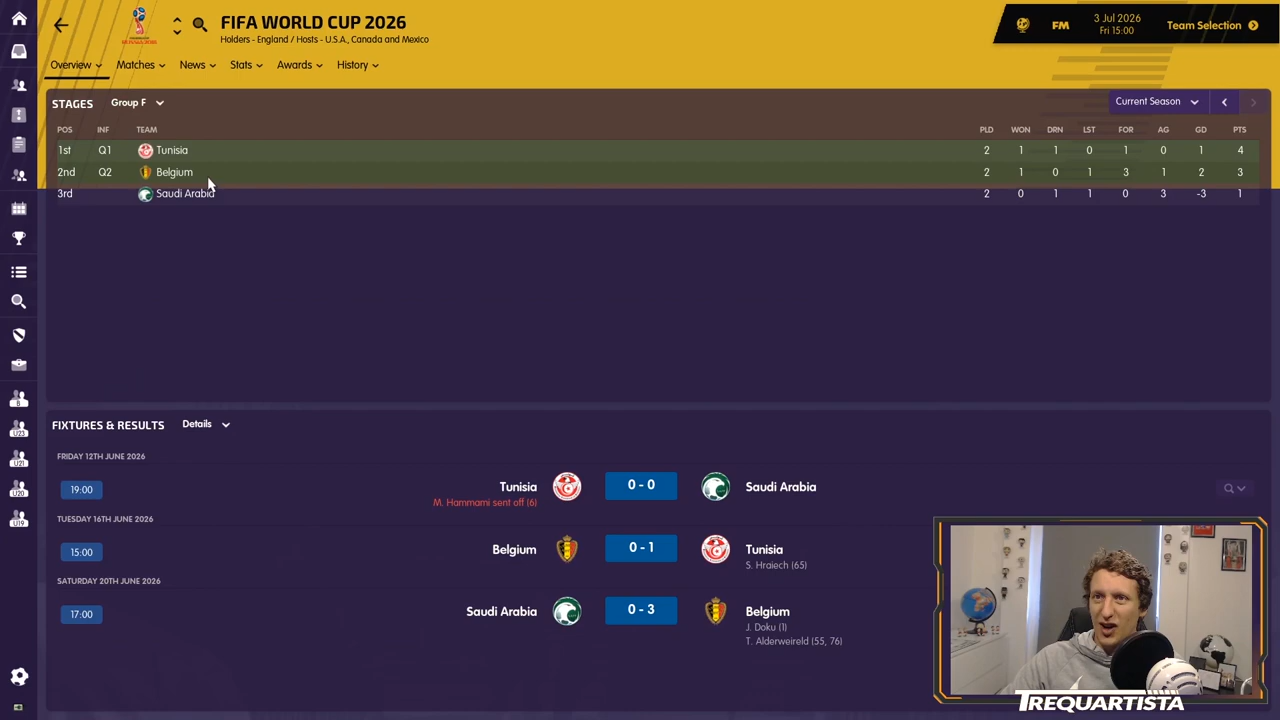 FIFA WORLD CUP 2026
Holders - England / Hosts - U.S.A., Canada and Mexico
FM
3 Jul 2026
Fri 15:00
Team Selection
Overview
Matches
News
Stats
Awards
History
STAGES
Group F
Current Season
POS INF TEAM PLD WON DRN LST FOR AG GD PTS
1st Q1 Tunisia 2 1 1 0 1 0 1 4
2nd Q2 Belgium 2 1 0 1 3 1 2 3
3rd Saudi Arabia 2 0 1 1 0 3 -3 1
FIXTURES & RESULTS
Details
FRIDAY 12TH JUNE 2026
19:00 Tunisia 0 - 0 Saudi Arabia
M. Hammami sent off (6)
TUESDAY 16TH JUNE 2026
15:00 Belgium 0 - 1 Tunisia
S. Hraiech (65)
SATURDAY 20TH JUNE 2026
17:00 Saudi Arabia 0 - 3 Belgium
J. Doku (1)
T. Alderweireld (55, 76)
B
U23
U21
U20
U19
TREQUARTISTA